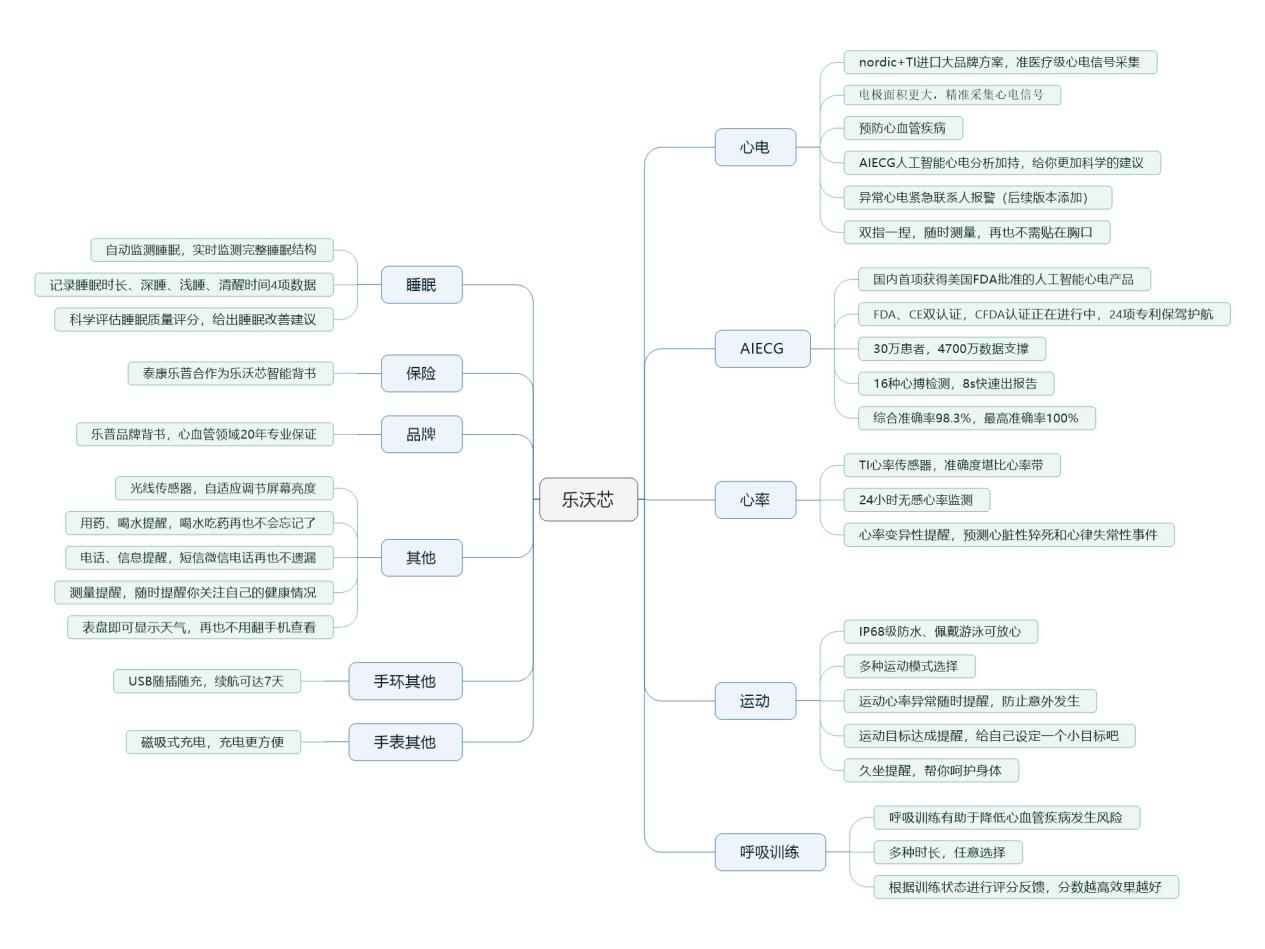 乐沃芯
心电
nordic+TI进口大品牌方案，准医疗级心电信号采集
电极面积更大，精准采集心电信号
预防心血管疾病
AIECG人工智能心电分析加持，给你更加科学的建议
异常心电紧急联系人报警（后续版本添加）
双指一捏，随时测量，再也不需贴在胸口
AIECG
国内首项获得美国FDA批准的人工智能心电产品
FDA、CE双认证，CFDA认证正在进行中，24项专利保驾护航
30万患者，4700万数据支撑
16种心搏检测，8s快速出报告
综合准确率98.3%，最高准确率100%
心率
TI心率传感器，准确度堪比心率带
24小时无感心率监测
心率变异性提醒，预测心脏性猝死和心律失常性事件
运动
IP68级防水、佩戴游泳可放心
多种运动模式选择
运动心率异常随时提醒，防止意外发生
运动目标达成提醒，给自己设定一个小目标吧
久坐提醒，帮你呵护身体
呼吸训练
呼吸训练有助于降低心血管疾病发生风险
多种时长，任意选择
根据训练状态进行评分反馈，分数越高效果越好
睡眠
自动监测睡眠，实时监测完整睡眠结构
记录睡眠时长、深睡、浅睡、清醒时间4项数据
科学评估睡眠质量评分，给出睡眠改善建议
保险
泰康乐普合作为乐沃芯智能背书
品牌
乐普品牌背书，心血管领域20年专业保证
其他
光线传感器，自适应调节屏幕亮度
用药、喝水提醒，喝水吃药再也不会忘记了
电话、信息提醒，短信微信电话再也不遗漏
测量提醒，随时提醒你关注自己的健康情况
表盘即可显示天气，再也不用翻手机查看
手环其他
USB随插随充，续航可达7天
手表其他
磁吸式充电，充电更方便